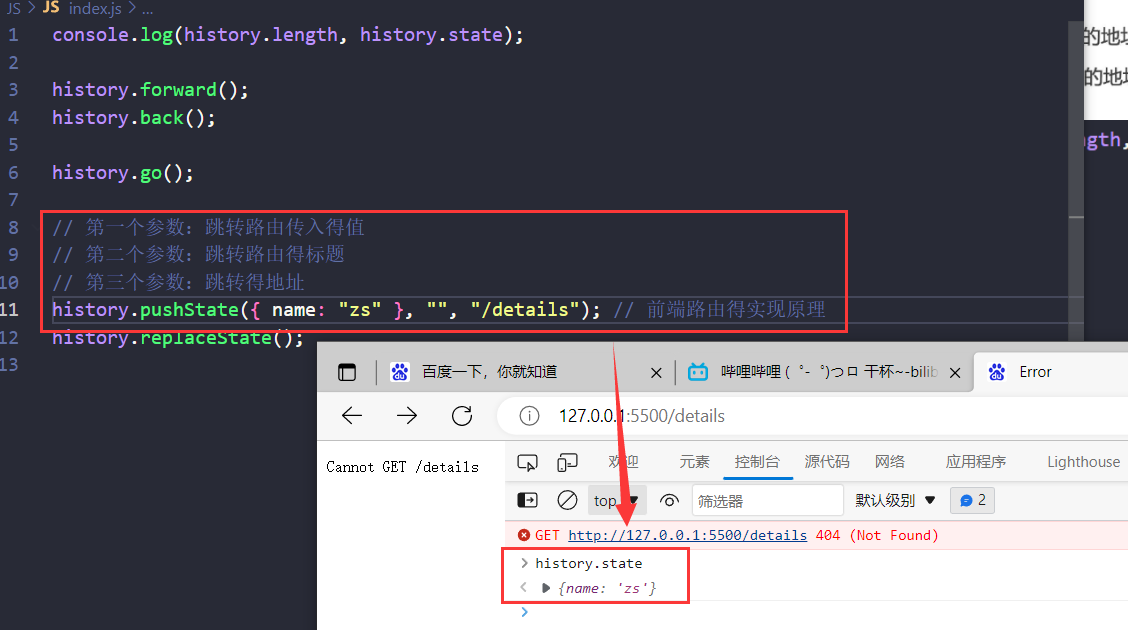 JS > JS index.js > ...
1 console.log(history.length, history.state);
2
3 history.forward();
4 history.back();
5
6 history.go();
7
8 // 第一个参数：跳转路由传入得值
9 // 第二个参数：跳转路由得标题
10 // 第三个参数：跳转得地址
11 history.pushState({ name: "zs" }, "", "/details"); // 前端路由得实现原理
12 history.replaceState();
13
的地址
的地址
ngth,
百度一下，你就知道 哔哩哔哩 (゜-゜)つロ 干杯~-bilib Error
127.0.0.1:5500/details
Cannot GET /details
欢迎 元素 控制台 源代码 网络 应用程序 Lighthouse
top 筛选器 默认级别 2
GET http://127.0.0.1:5500/details 404 (Not Found)
> history.state
< {name: 'zs'}
>